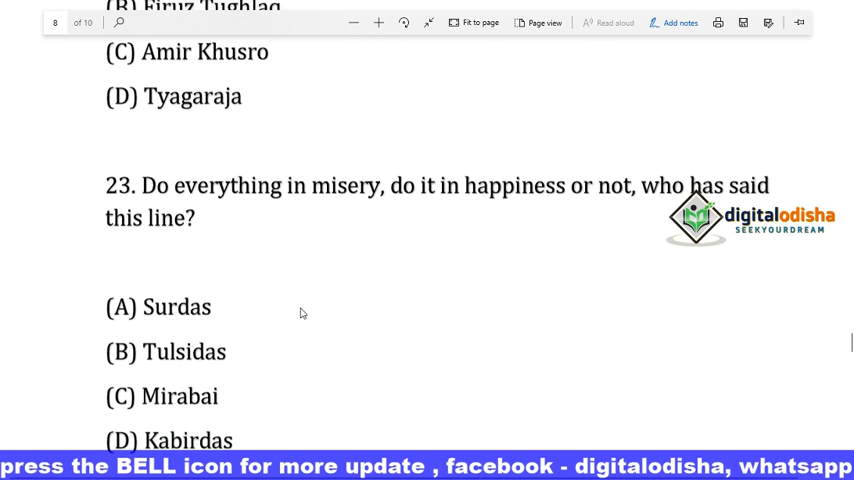 (B) Firuz Tughlaq
8 of 10 Fit to page Page view Read aloud Add notes
(C) Amir Khusro
(D) Tyagaraja
23. Do everything in misery, do it in happiness or not, who has said
this line?
digitalodisha
SEEKYOURDREAM
(A) Surdas
(B) Tulsidas
(C) Mirabai
(D) Kabirdas
press the BELL icon for more update , facebook - digitalodisha, whatsapp